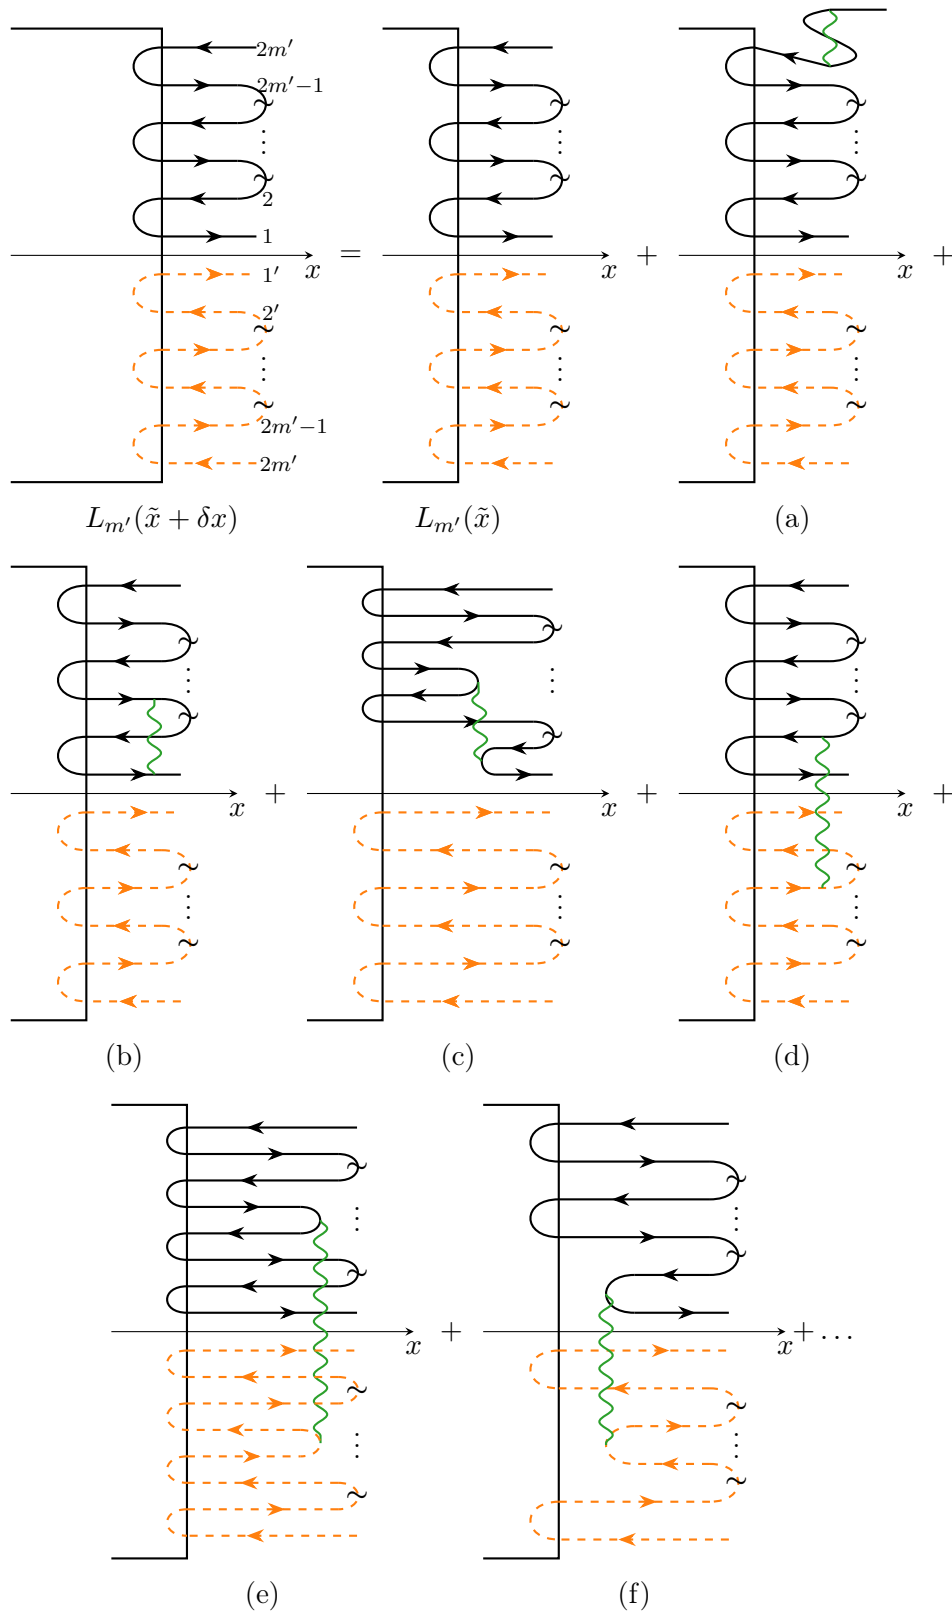 2m′
2m′−1
⋮
2
1
x = x + x +
1′
2′
⋮
2m′−1
2m′
L_{m′}(x̃ + δx) L_{m′}(x̃) (a)
x + x + x +
(b) (c) (d)
x + x + …
(e) (f)